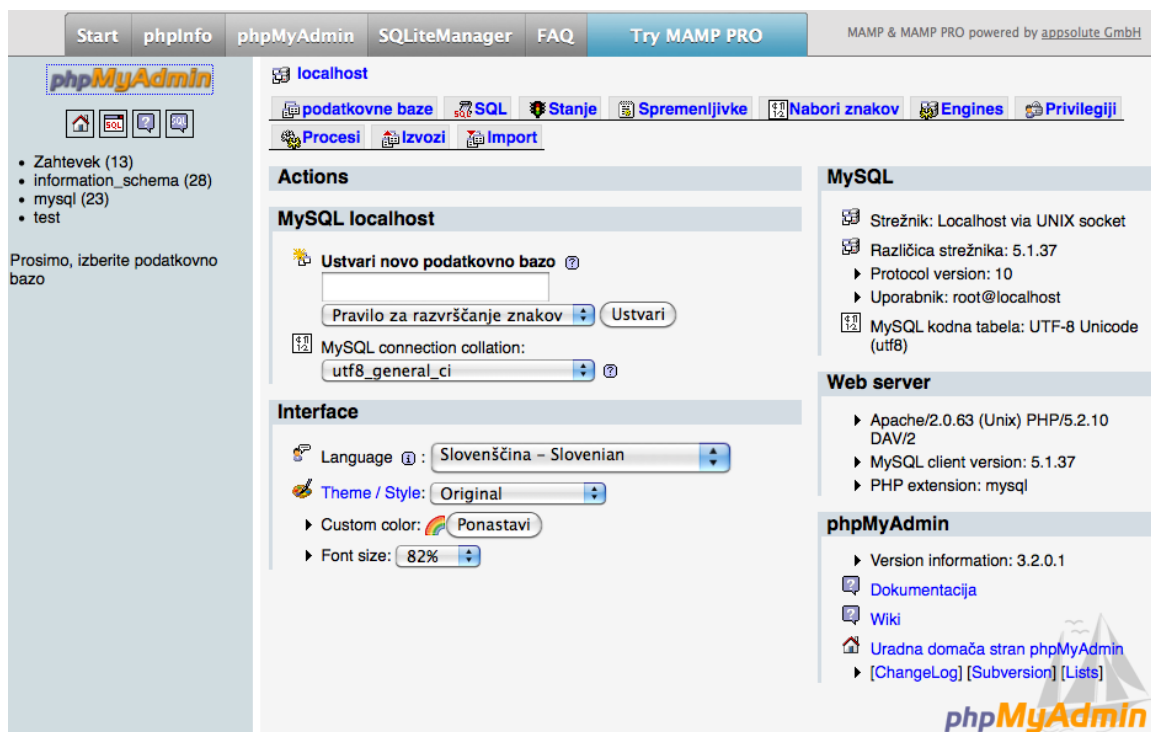 Start phpInfo phpMyAdmin SQLiteManager FAQ Try MAMP PRO MAMP & MAMP PRO powered by appsolute GmbH
phpMyAdmin
SQL
SQL
Zahtevek (13)
information_schema (28)
mysql (23)
test
Prosimo, izberite podatkovno
bazo
localhost
podatkovne baze SQL Stanje Spremenljivke Nabori znakov Engines Privilegiji
Procesi Izvozi Import
Actions
MySQL localhost
Ustvari novo podatkovno bazo
Pravilo za razvrščanje znakov Ustvari
MySQL connection collation:
utf8_general_ci
Interface
Language : Slovenščina – Slovenian
Theme / Style: Original
Custom color: Ponastavi
Font size: 82%
MySQL
Strežnik: Localhost via UNIX socket
Različica strežnika: 5.1.37
Protocol version: 10
Uporabnik: root@localhost
MySQL kodna tabela: UTF-8 Unicode
(utf8)
Web server
Apache/2.0.63 (Unix) PHP/5.2.10
DAV/2
MySQL client version: 5.1.37
PHP extension: mysql
phpMyAdmin
Version information: 3.2.0.1
Dokumentacija
Wiki
Uradna domača stran phpMyAdmin
[ChangeLog] [Subversion] [Lists]
phpMyAdmin